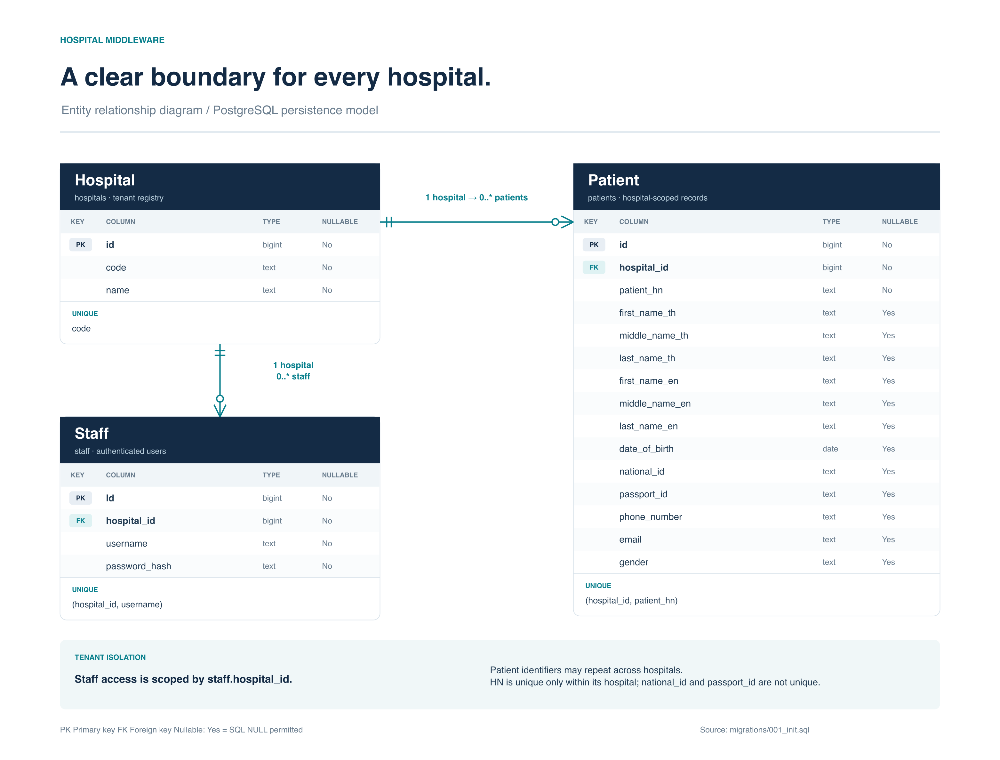 HOSPITAL MIDDLEWARE
A clear boundary for every hospital.
Entity relationship diagram / PostgreSQL persistence model
Hospital
hospitals · tenant registry
KEY COLUMN TYPE NULLABLE
PK id bigint No
code text No
name text No
UNIQUE
code
1 hospital → 0..* patients
1 hospital
0..* staff
Staff
staff · authenticated users
KEY COLUMN TYPE NULLABLE
PK id bigint No
FK hospital_id bigint No
username text No
password_hash text No
UNIQUE
(hospital_id, username)
Patient
patients · hospital-scoped records
KEY COLUMN TYPE NULLABLE
PK id bigint No
FK hospital_id bigint No
patient_hn text No
first_name_th text Yes
middle_name_th text Yes
last_name_th text Yes
first_name_en text Yes
middle_name_en text Yes
last_name_en text Yes
date_of_birth date Yes
national_id text Yes
passport_id text Yes
phone_number text Yes
email text Yes
gender text Yes
UNIQUE
(hospital_id, patient_hn)
TENANT ISOLATION
Staff access is scoped by staff.hospital_id.
Patient identifiers may repeat across hospitals.
HN is unique only within its hospital; national_id and passport_id are not unique.
PK Primary key FK Foreign key Nullable: Yes = SQL NULL permitted
Source: migrations/001_init.sql